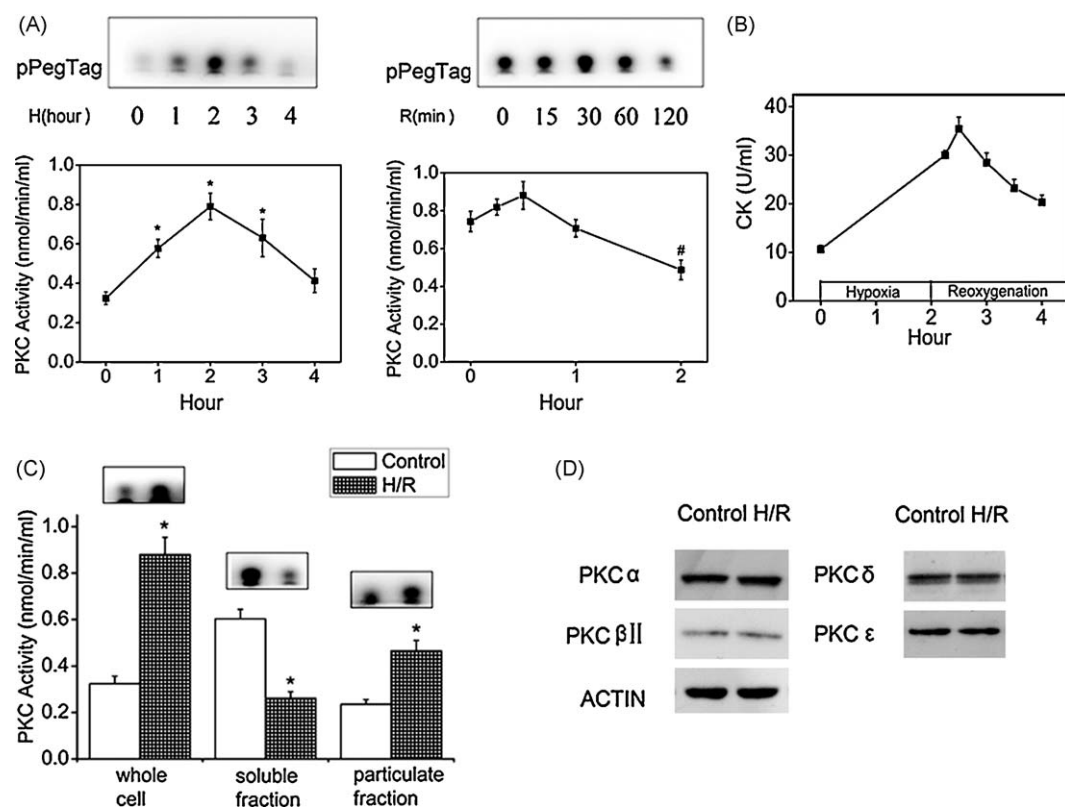 (A)
pPegTag
H(hour) 0 1 2 3 4
PKC Activity (nmol/min/ml)
1.0
0.8
0.6
0.4
0.2
0.0
* * *
0 1 2 3 4
Hour
pPegTag
R(min) 0 15 30 60 120
PKC Activity (nmol/min/ml)
1.0
0.8
0.6
0.4
0.2
0.0
#
0 1 2
Hour
(B)
CK (U/ml)
40
30
20
10
0
Hypoxia Reoxygenation
0 1 2 3 4
Hour
(C)
Control
H/R
PKC Activity (nmol/min/ml)
1.0
0.8
0.6
0.4
0.2
0.0
* * *
whole cell
soluble fraction
particulate fraction
(D)
Control H/R
PKC α
PKC βII
ACTIN
Control H/R
PKC δ
PKC ε